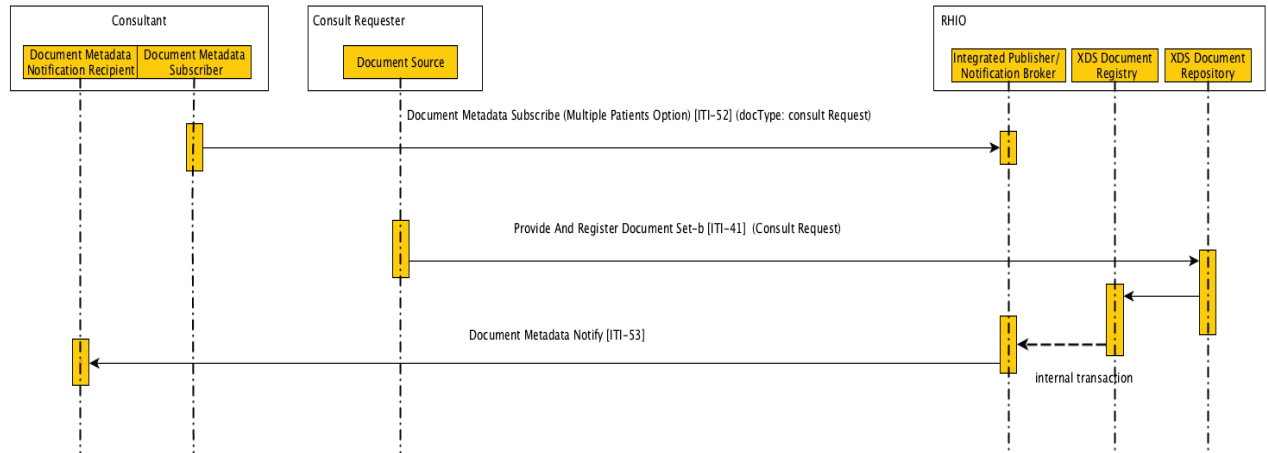 Consultant
Consult Requester
RHIO
Document Metadata
Notification Recipient
Document Metadata
Subscriber
Document Source
Integrated Publisher/
Notification Broker
XDS Document
Registry
XDS Document
Repository
Document Metadata Subscribe (Multiple Patients Option) [ITI-52] (docType: consult Request)
Provide And Register Document Set-b [ITI-41] (Consult Request)
Document Metadata Notify [ITI-53]
internal transaction